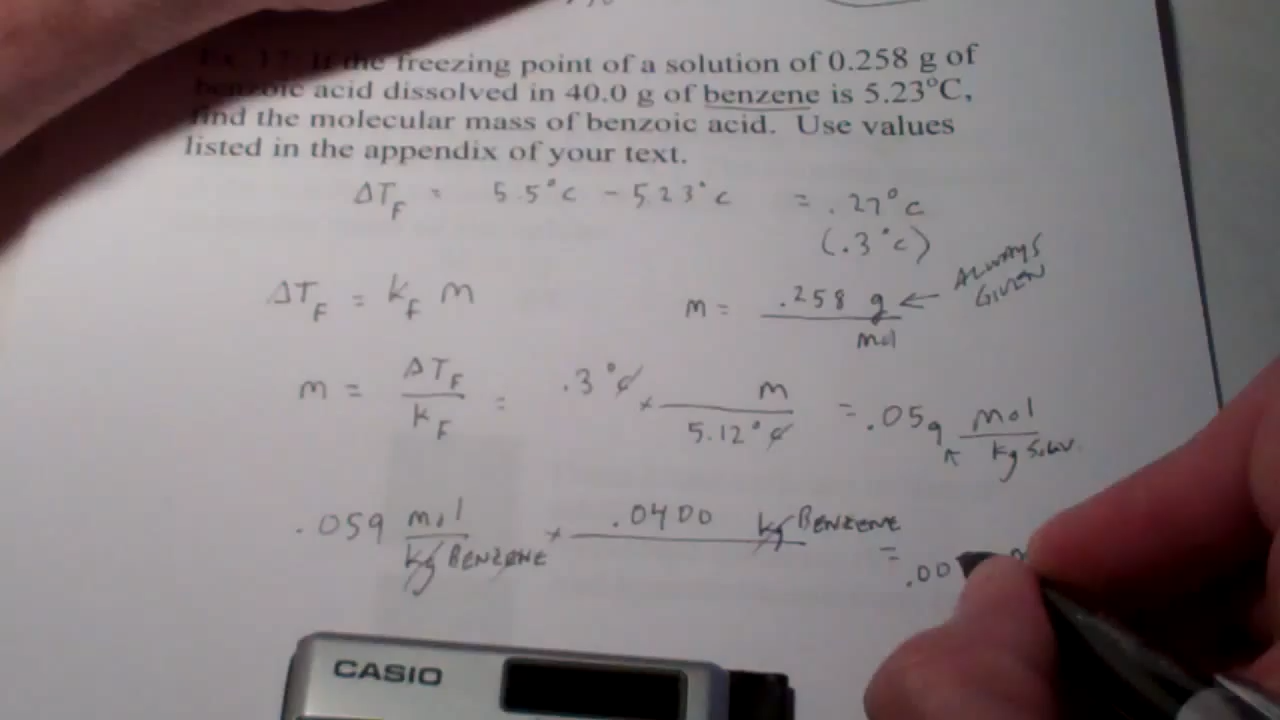 If the freezing point of a solution of 0.258 g of
benzoic acid dissolved in 40.0 g of benzene is 5.23°C,
find the molecular mass of benzoic acid. Use values
listed in the appendix of your text.
ΔT_F = 5.5°C - 5.23°C = .27°C
(.3°C)
ΔT_F = k_F m
m = .258 g ← ALWAYS GIVEN
mol
m = ΔT_F / k_F = .3°C × m / 5.12°C = .059 mol / kg Solv.
.059 mol / kg BENZENE × .0400 kg BENZENE
= .00
CASIO